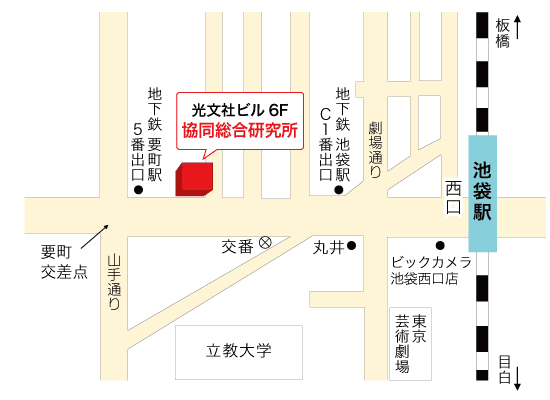 板橋
地下鉄 要町駅
5番出口
光文社ビル 6F
協同総合研究所
地下鉄 池袋駅
C1番出口
劇場通り
西口
池袋駅
要町
交差点
山手通り
交番
丸井
ビックカメラ
池袋西口店
立教大学
東京
芸術劇場
目白